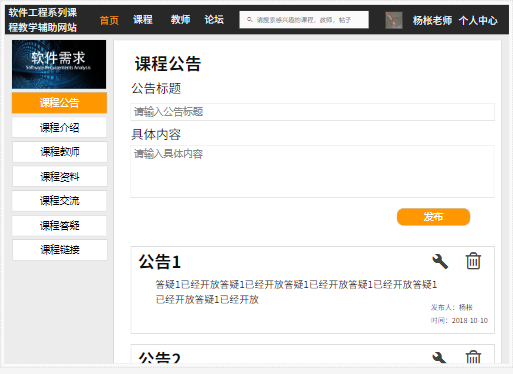 软件工程系列课
程教学辅助网站
首页 课程 教师 论坛
请搜索感兴趣的课程、教师、帖子
杨枨老师 个人中心
软件需求
Software Requirements Analysis
课程公告
课程介绍
课程教师
课程资料
课程交流
课程答疑
课程链接
课程公告
公告标题
请输入公告标题
具体内容
请输入具体内容
发布
公告1
答疑1已经开放答疑1已经开放答疑1已经开放答疑1已经开放答疑1
已经开放答疑1已经开放
发布人：杨枨
时间：2018-10-10
公告2